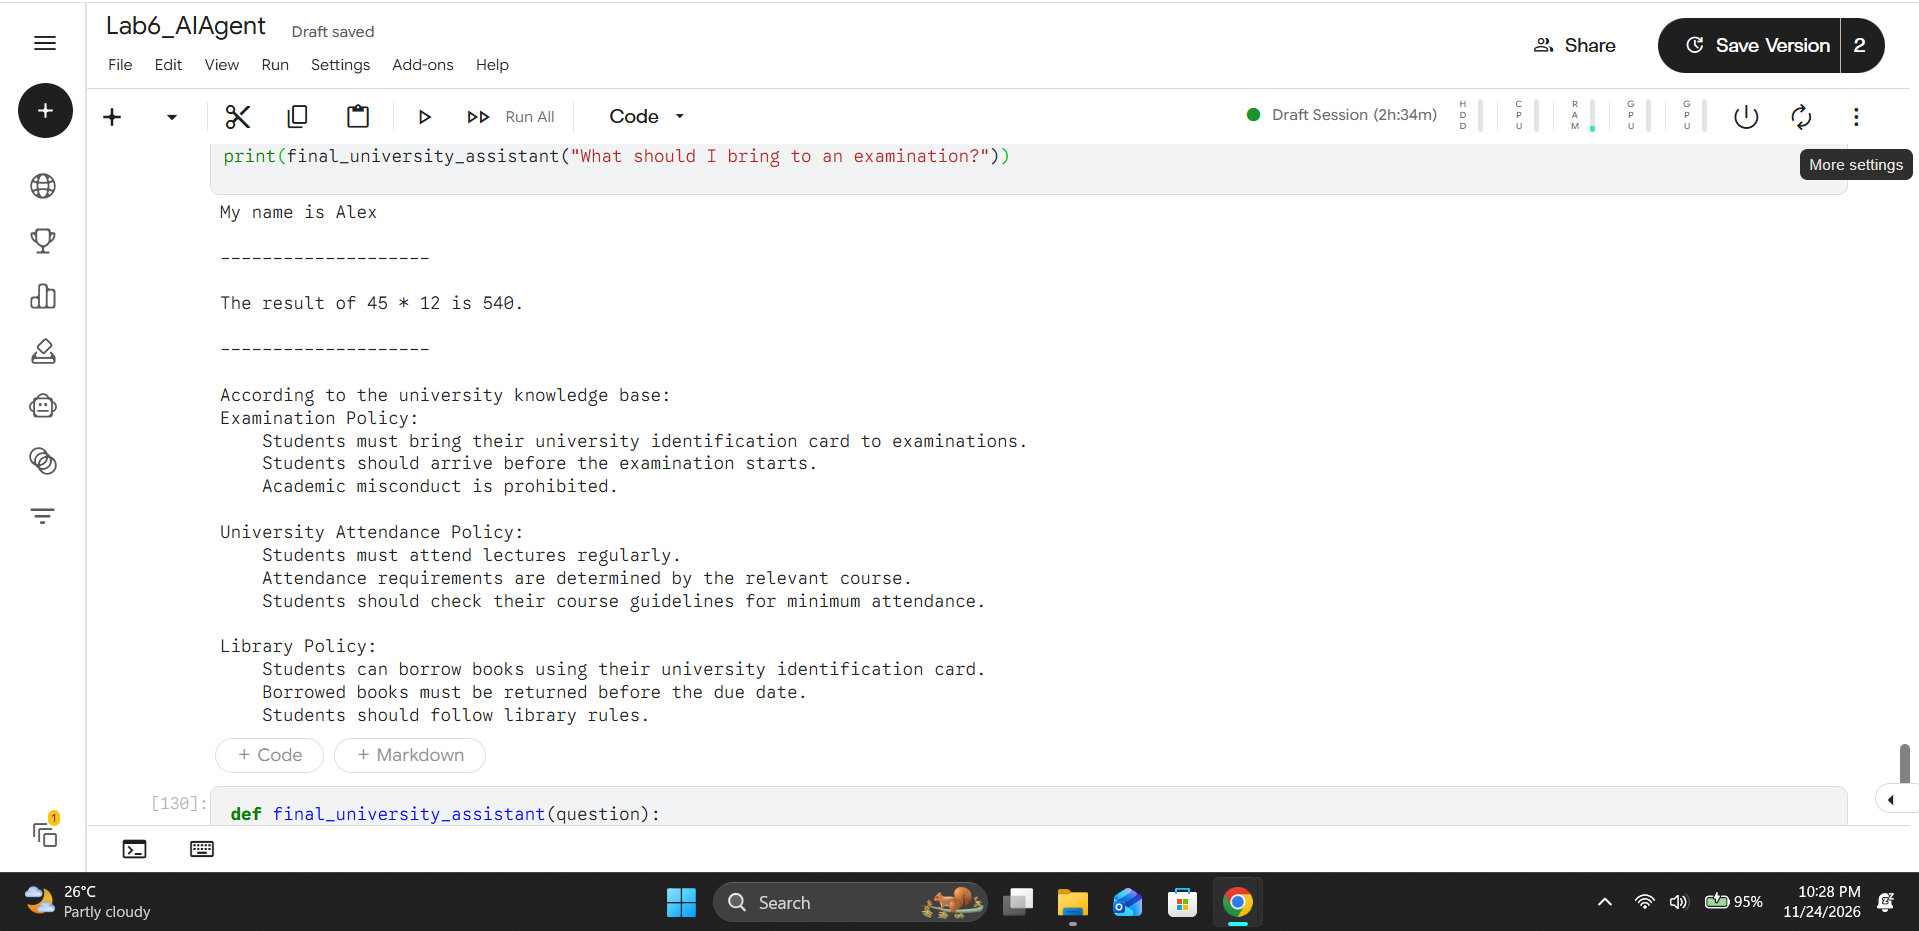 Lab6_AIAgent
Draft saved
File Edit View Run Settings Add-ons Help
Share
Save Version 2
Run All
Code
Draft Session (2h:34m)
HDD
CPU
RAM
GPU
GPU
More settings
print(final_university_assistant("What should I bring to an examination?"))
My name is Alex
--------------------
The result of 45 * 12 is 540.
--------------------
According to the university knowledge base:
Examination Policy:
Students must bring their university identification card to examinations.
Students should arrive before the examination starts.
Academic misconduct is prohibited.
University Attendance Policy:
Students must attend lectures regularly.
Attendance requirements are determined by the relevant course.
Students should check their course guidelines for minimum attendance.
Library Policy:
Students can borrow books using their university identification card.
Borrowed books must be returned before the due date.
Students should follow library rules.
+ Code
+ Markdown
[130]:
def final_university_assistant(question):
1
26°C
Partly cloudy
Search
95%
10:28 PM
11/24/2026